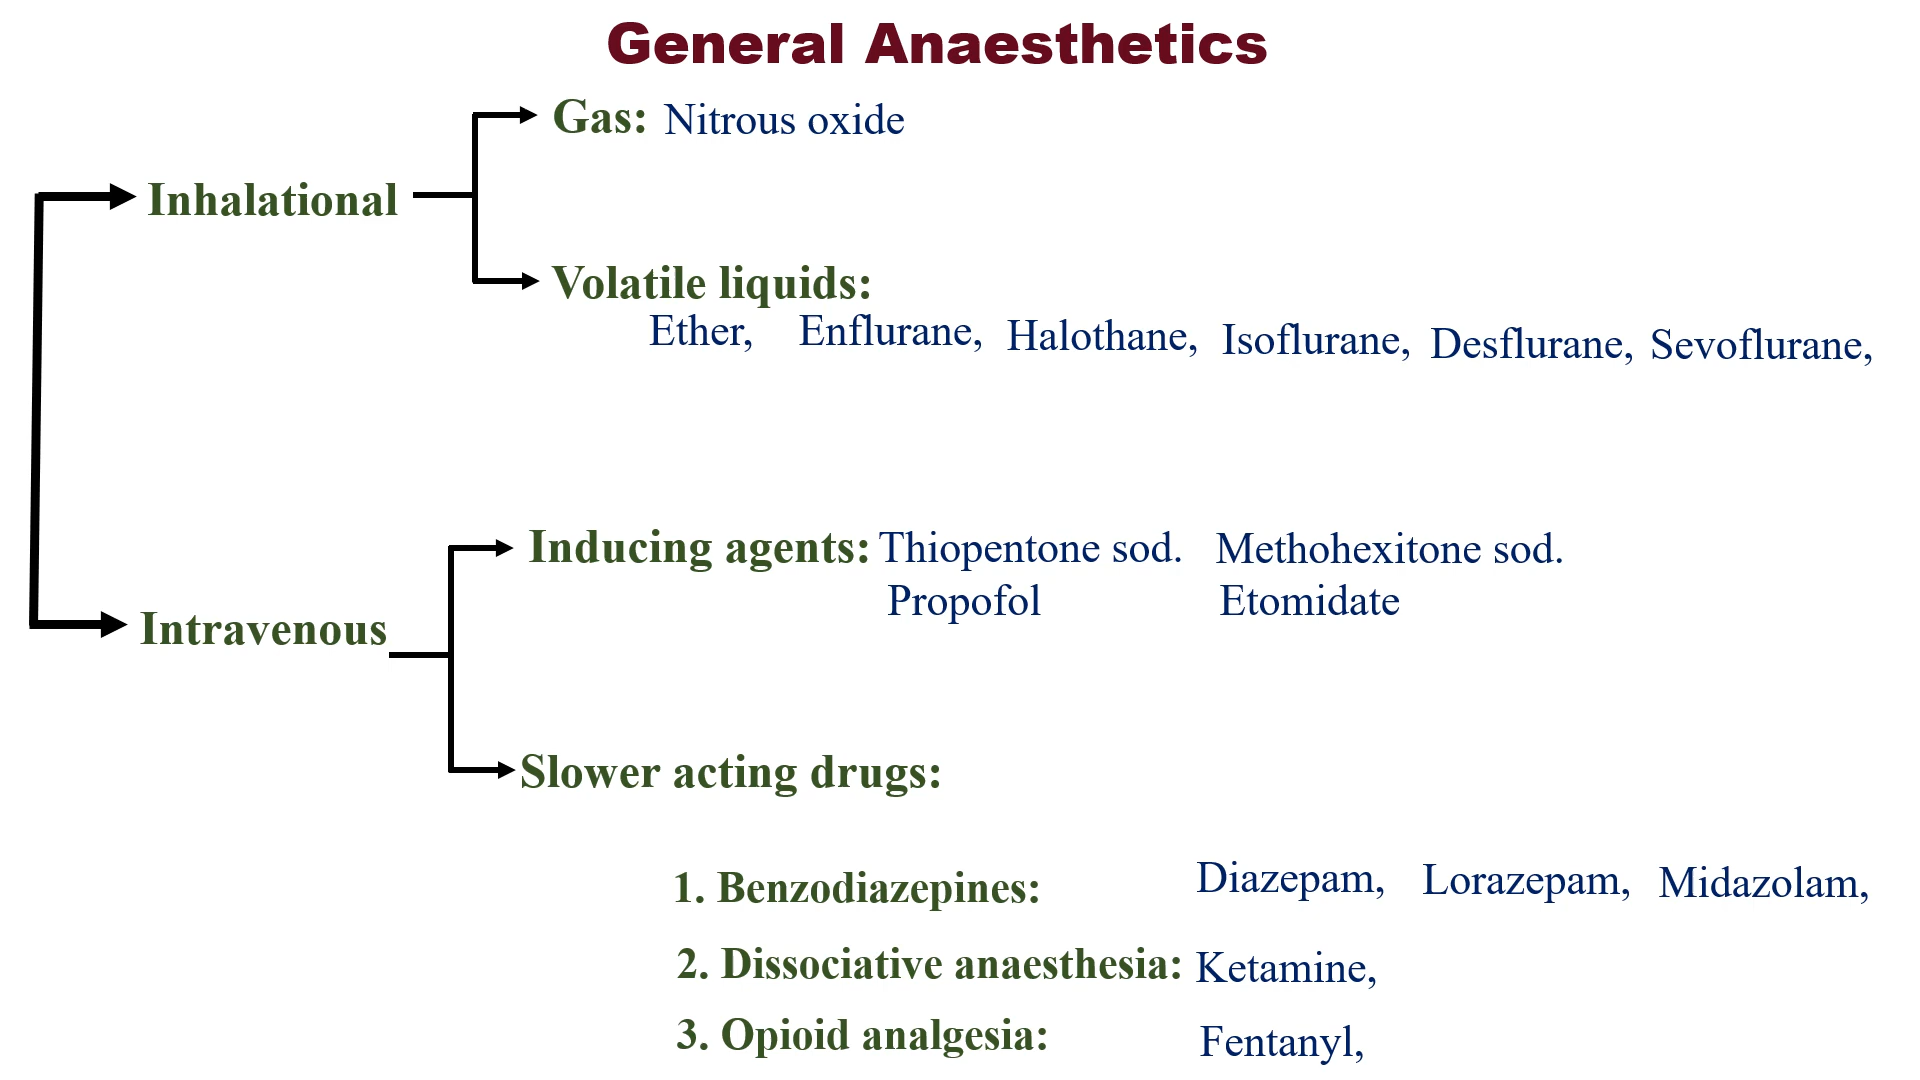 General Anaesthetics
Gas: Nitrous oxide
Inhalational
Volatile liquids:
Ether, Enflurane, Halothane, Isoflurane, Desflurane, Sevoflurane,
Inducing agents: Thiopentone sod. Methohexitone sod.
Propofol Etomidate
Intravenous
Slower acting drugs:
1. Benzodiazepines: Diazepam, Lorazepam, Midazolam,
2. Dissociative anaesthesia: Ketamine,
3. Opioid analgesia: Fentanyl,